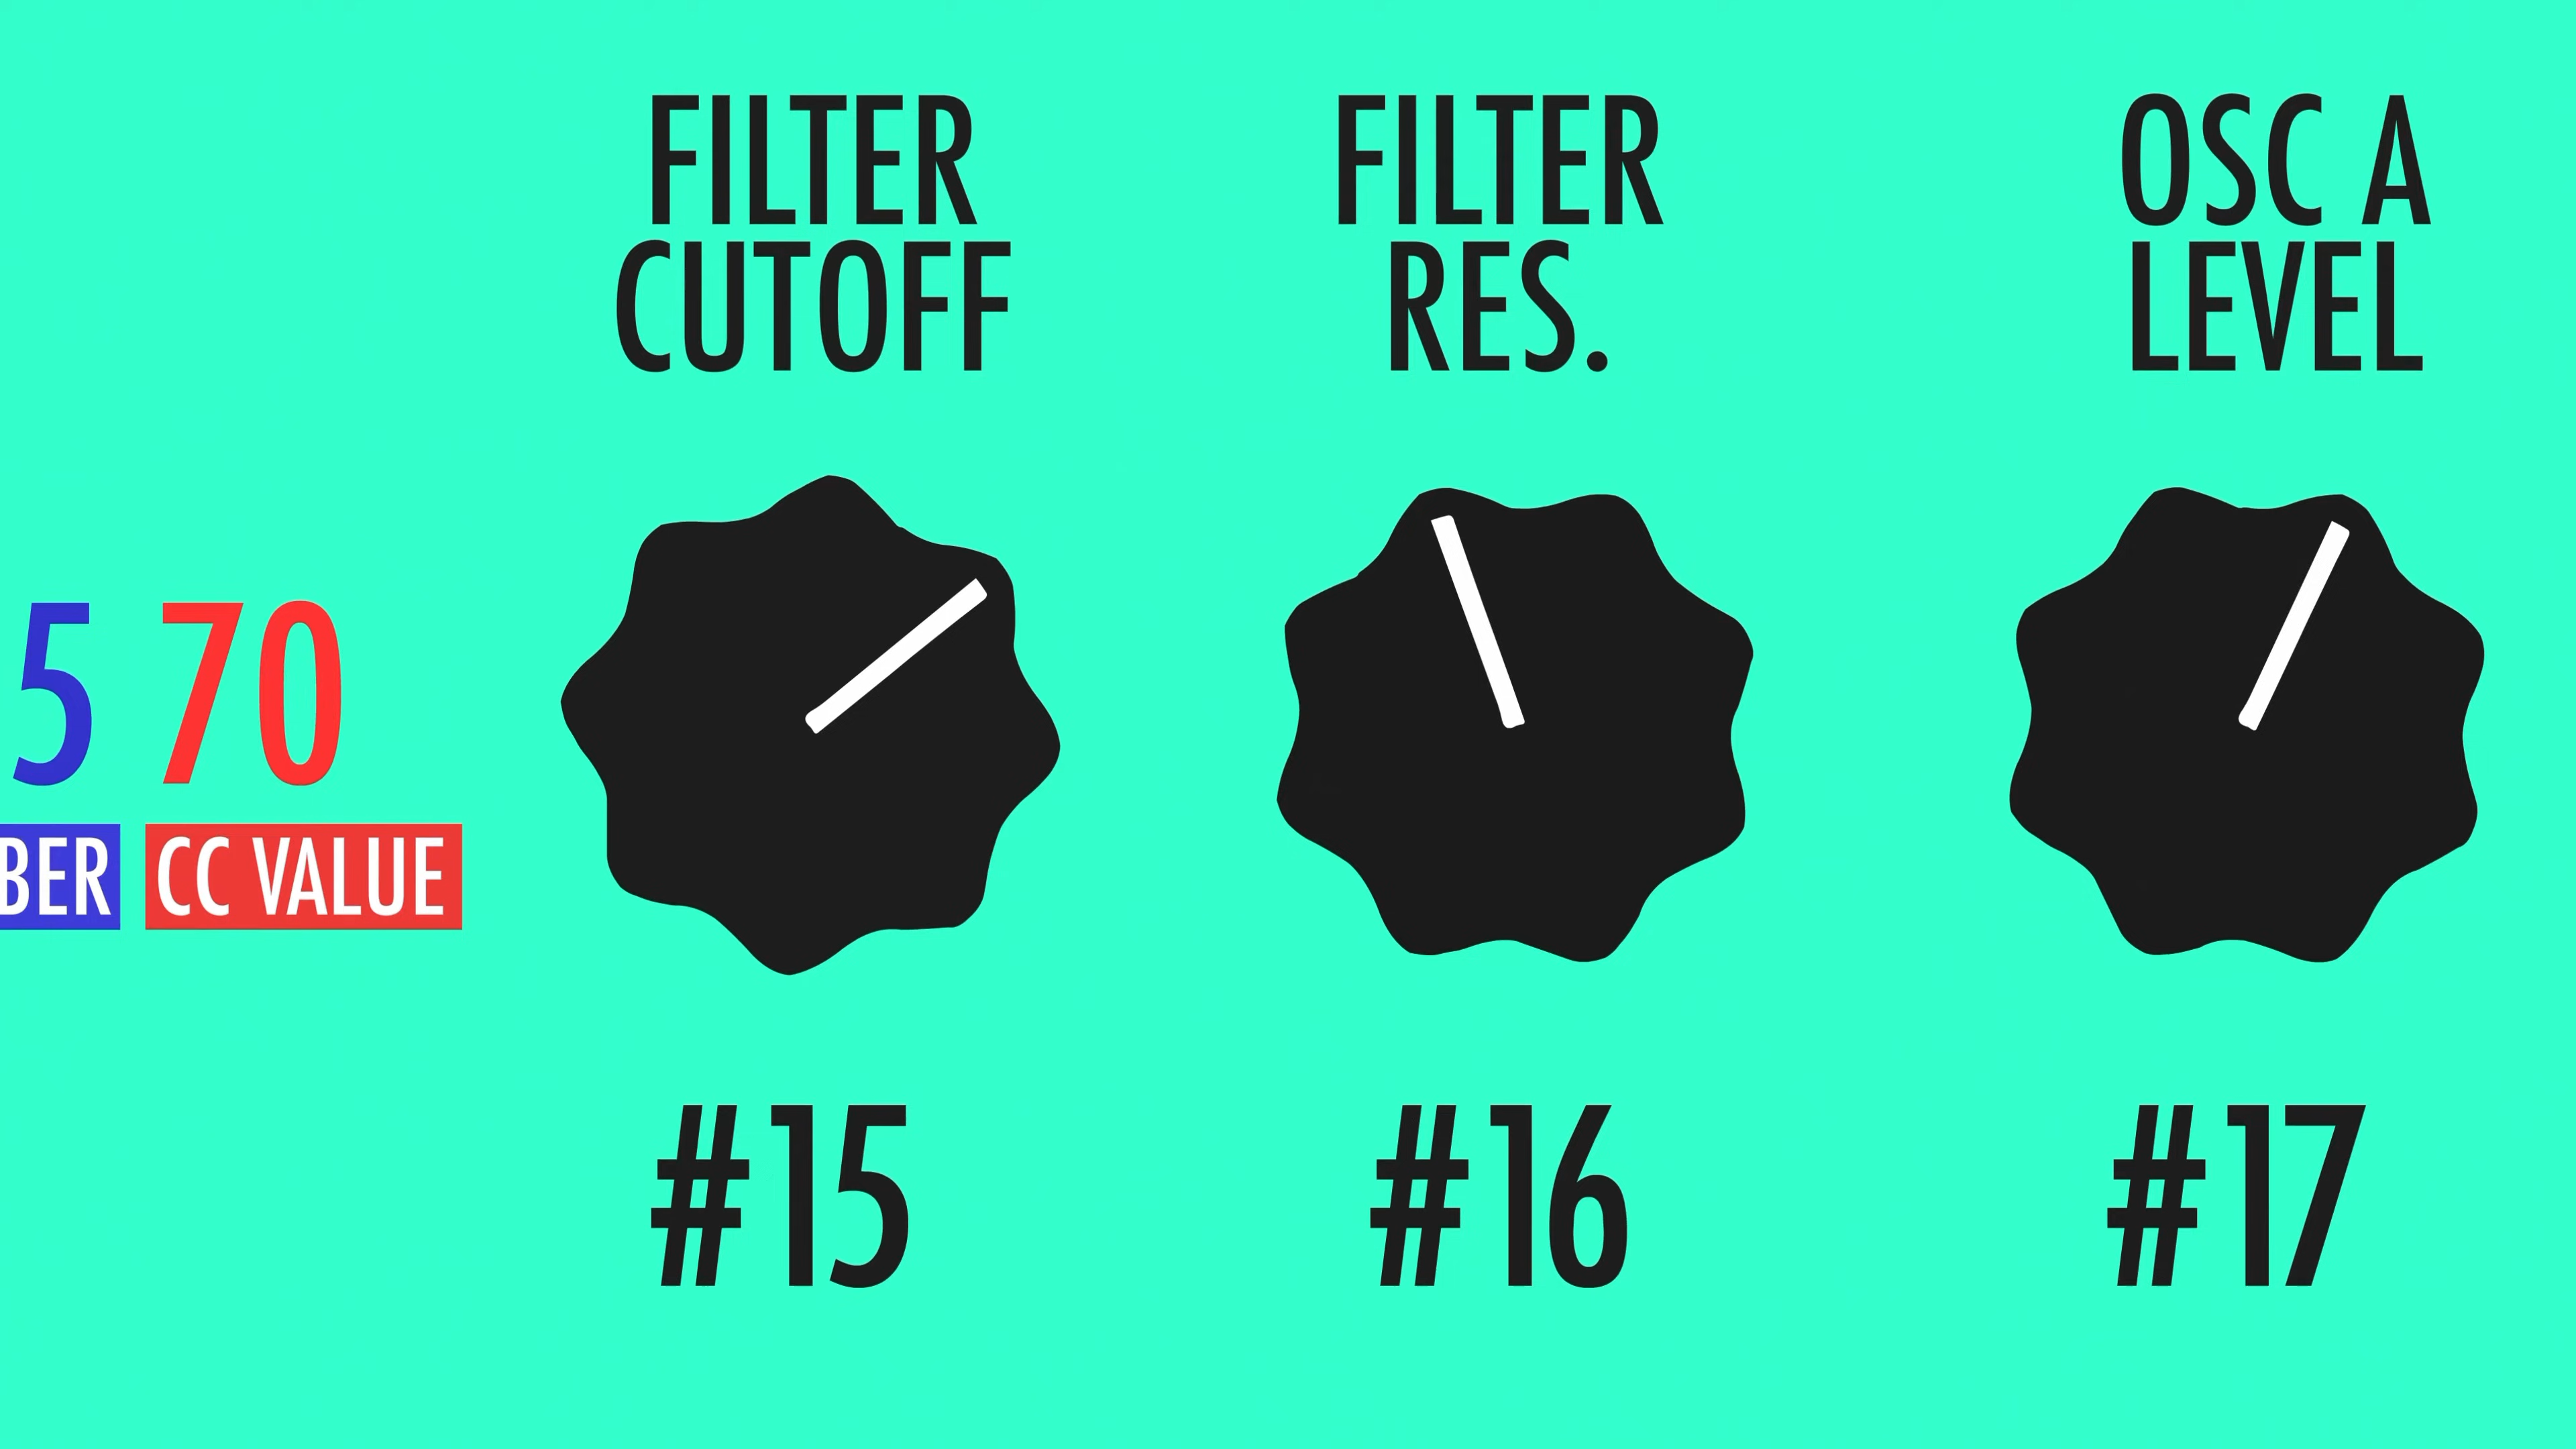 FILTER
CUTOFF
FILTER
RES.
OSC A
LEVEL
5 70
BER CC VALUE
#15
#16
#17